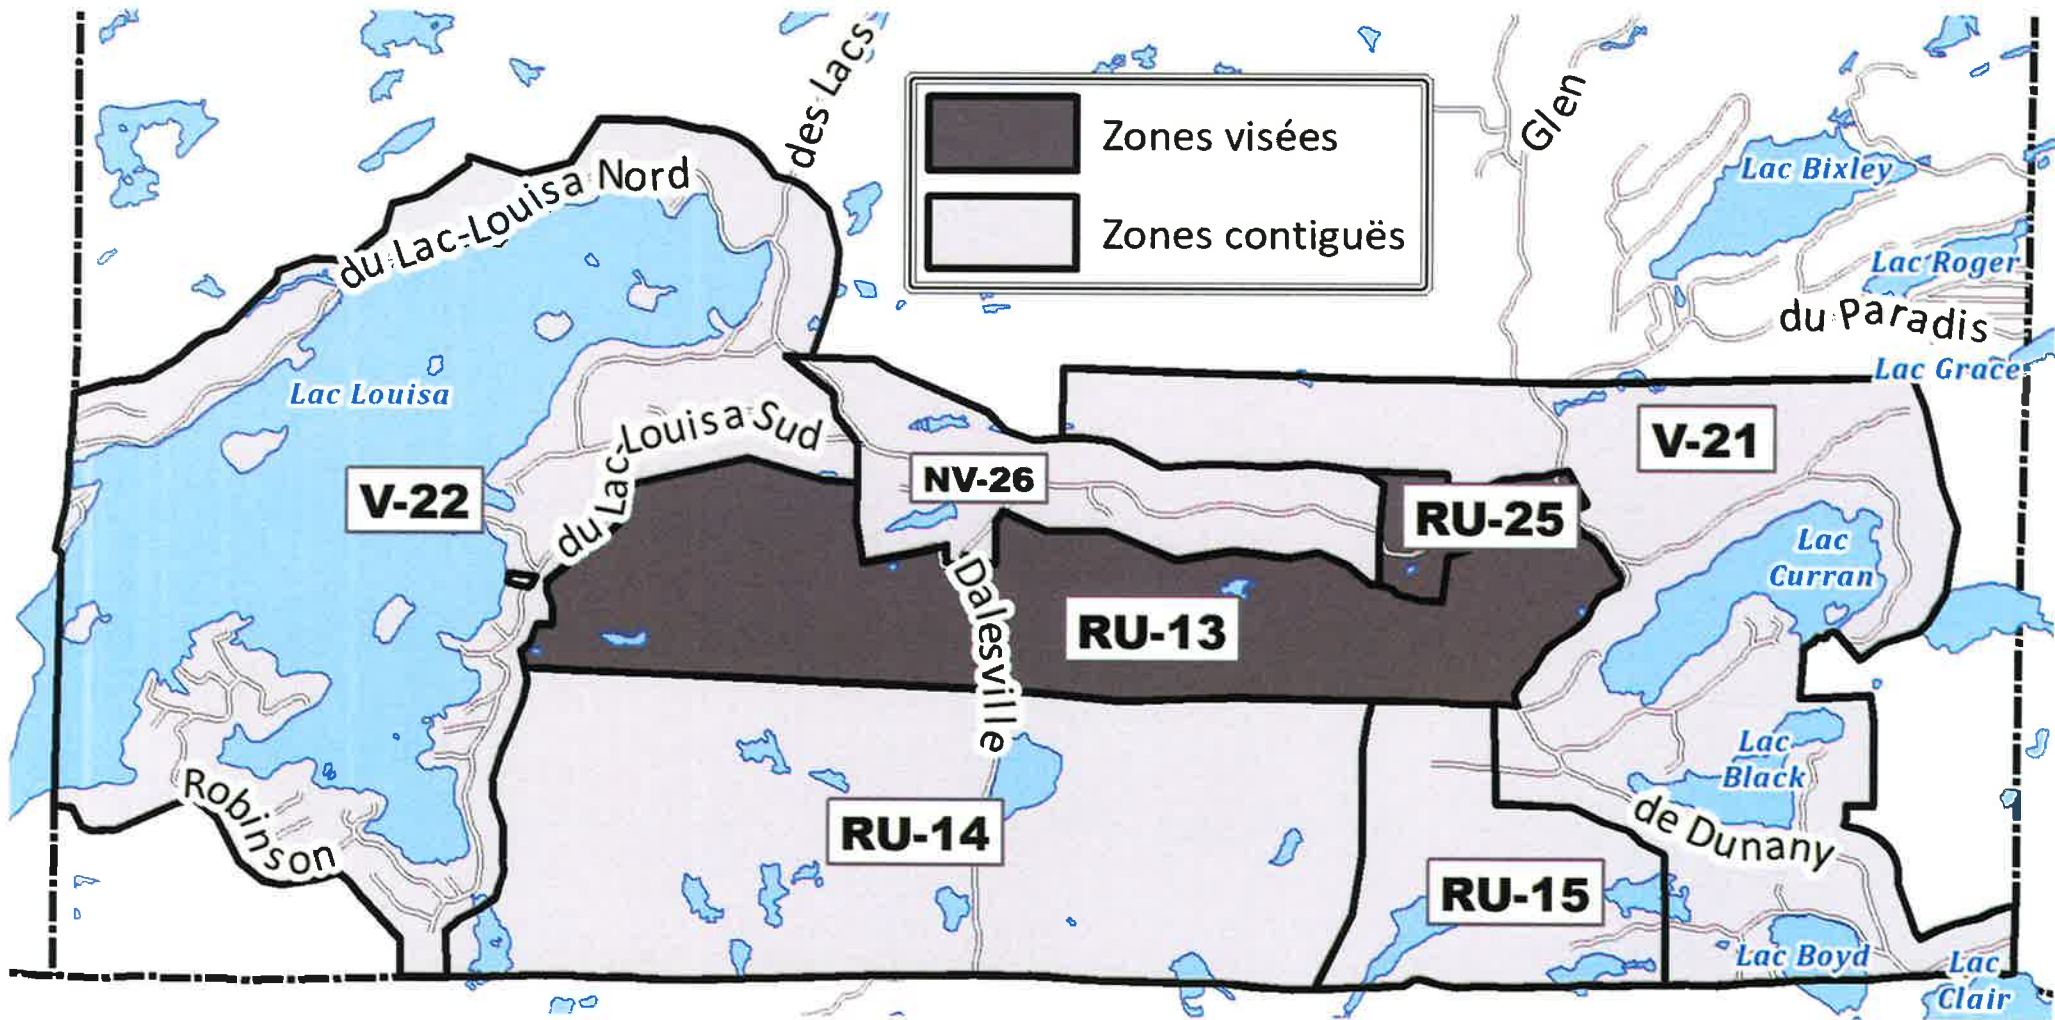 des Lacs
Glen
Zones visées
Zones contiguës
Lac Bixley
du Lac-Louisa Nord
Lac Roger
du Paradis
Lac Grace
Lac Louisa
du Lac-Louisa Sud
V-21
NV-26
V-22
RU-25
Lac
Curran
Dalesville
RU-13
Lac
Black
Robinson
RU-14
de Dunany
RU-15
Lac Boyd
Lac
Clair